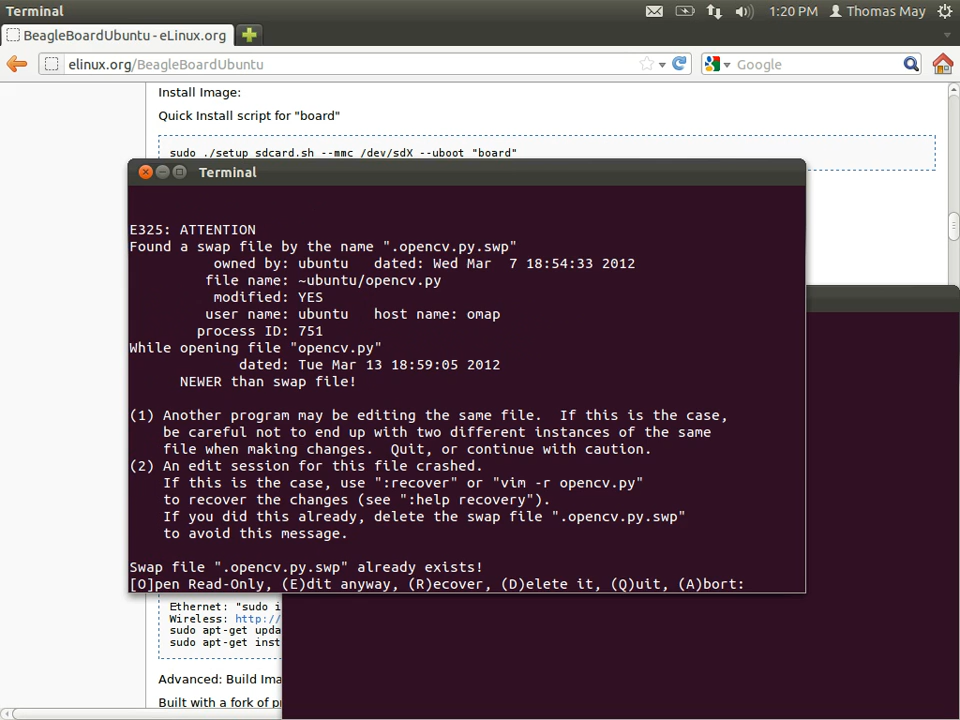 Terminal
1:20 PM
Thomas May
BeagleBoardUbuntu - eLinux.org
elinux.org/BeagleBoardUbuntu
Google
Install Image:
Quick Install script for "board"
sudo ./setup_sdcard.sh --mmc /dev/sdX --uboot "board"
Terminal
E325: ATTENTION
Found a swap file by the name ".opencv.py.swp"
owned by: ubuntu   dated: Wed Mar  7 18:54:33 2012
file name: ~ubuntu/opencv.py
modified: YES
user name: ubuntu   host name: omap
process ID: 751
While opening file "opencv.py"
dated: Tue Mar 13 18:59:05 2012
NEWER than swap file!
(1) Another program may be editing the same file.  If this is the case,
be careful not to end up with two different instances of the same
file when making changes.  Quit, or continue with caution.
(2) An edit session for this file crashed.
If this is the case, use ":recover" or "vim -r opencv.py"
to recover the changes (see ":help recovery").
If you did this already, delete the swap file ".opencv.py.swp"
to avoid this message.
Swap file ".opencv.py.swp" already exists!
[O]pen Read-Only, (E)dit anyway, (R)ecover, (D)elete it, (Q)uit, (A)bort:
Ethernet: "sudo i
Wireless: http://
sudo apt-get upda
sudo apt-get inst
Advanced: Build Ima
Built with a fork of p